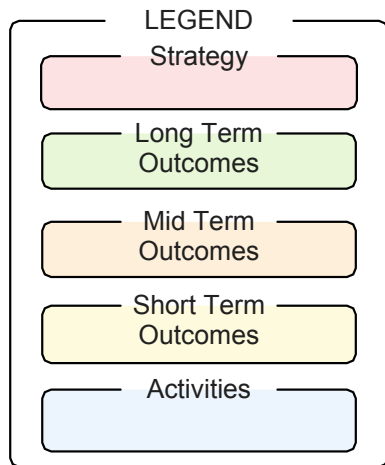 LEGEND
Strategy
Long Term
Outcomes
Mid Term
Outcomes
Short Term
Outcomes
Activities